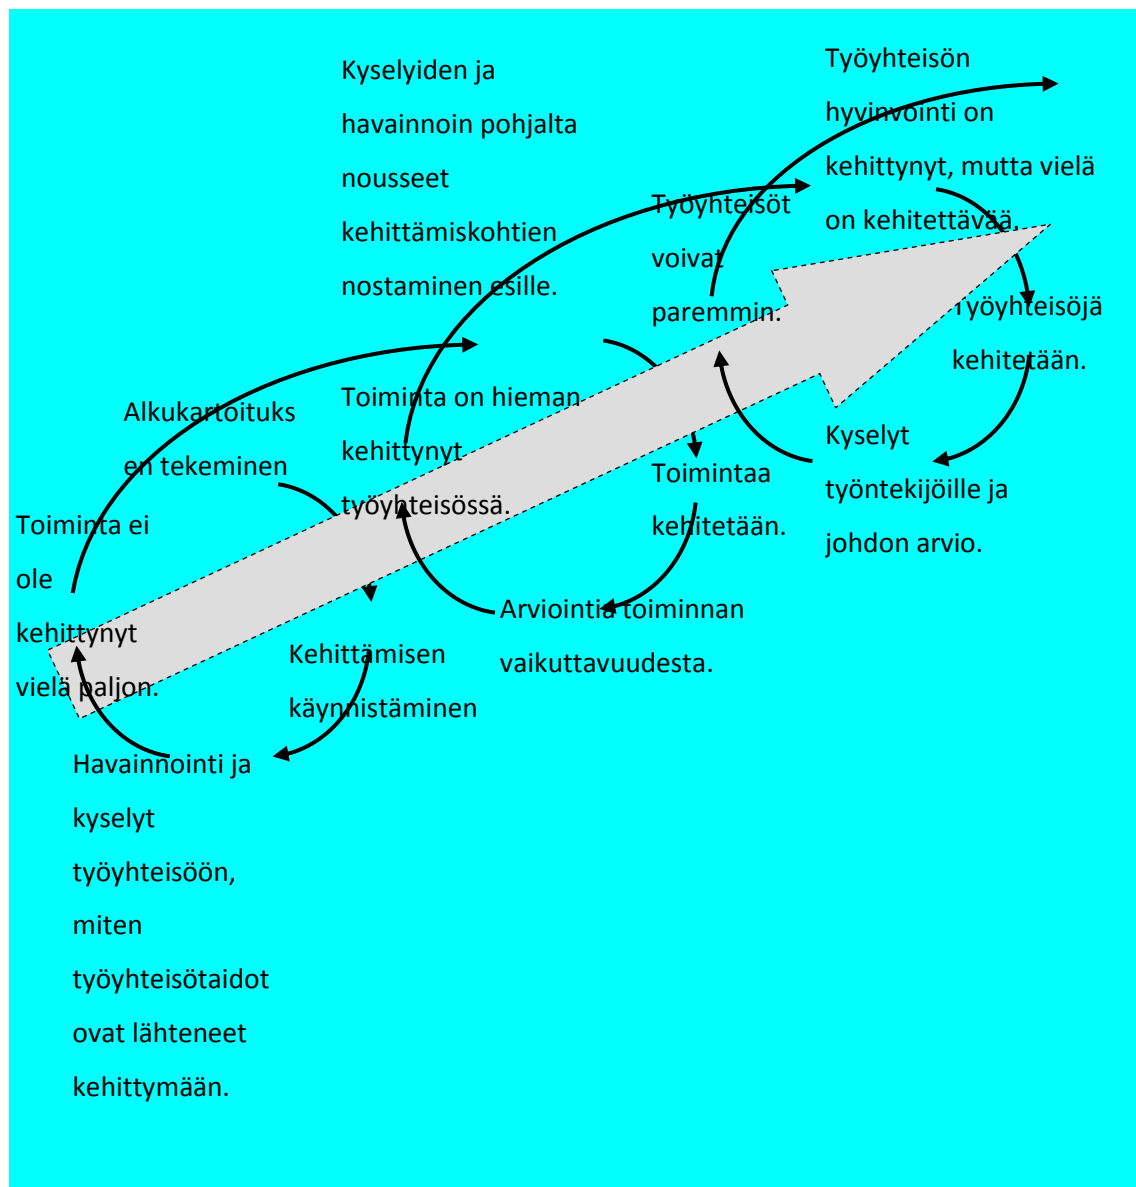 Kyselyiden ja
havainnoin pohjalta
nousseet
kehittämiskohtien
nostaminen esille.
Työyhteisön
hyvinvointi on
kehittynyt, mutta vielä
on kehitettävää.
Työyhteisöt
voivat
paremmin.
Työyhteisöjä
kehitetään.
Alkukartoituks
en tekeminen
Toiminta on hieman
kehittynyt
työyhteisössä.
Kyselyt
työntekijöille ja
johdon arvio.
Toimintaa
kehitetään.
Toiminta ei
ole
kehittynyt
vielä paljon.
Arviointia toiminnan
vaikuttavuudesta.
Kehittämisen
käynnistäminen
Havainnointi ja
kyselyt
työyhteisöön,
miten
työyhteisötaidot
ovat lähteneet
kehittymään.